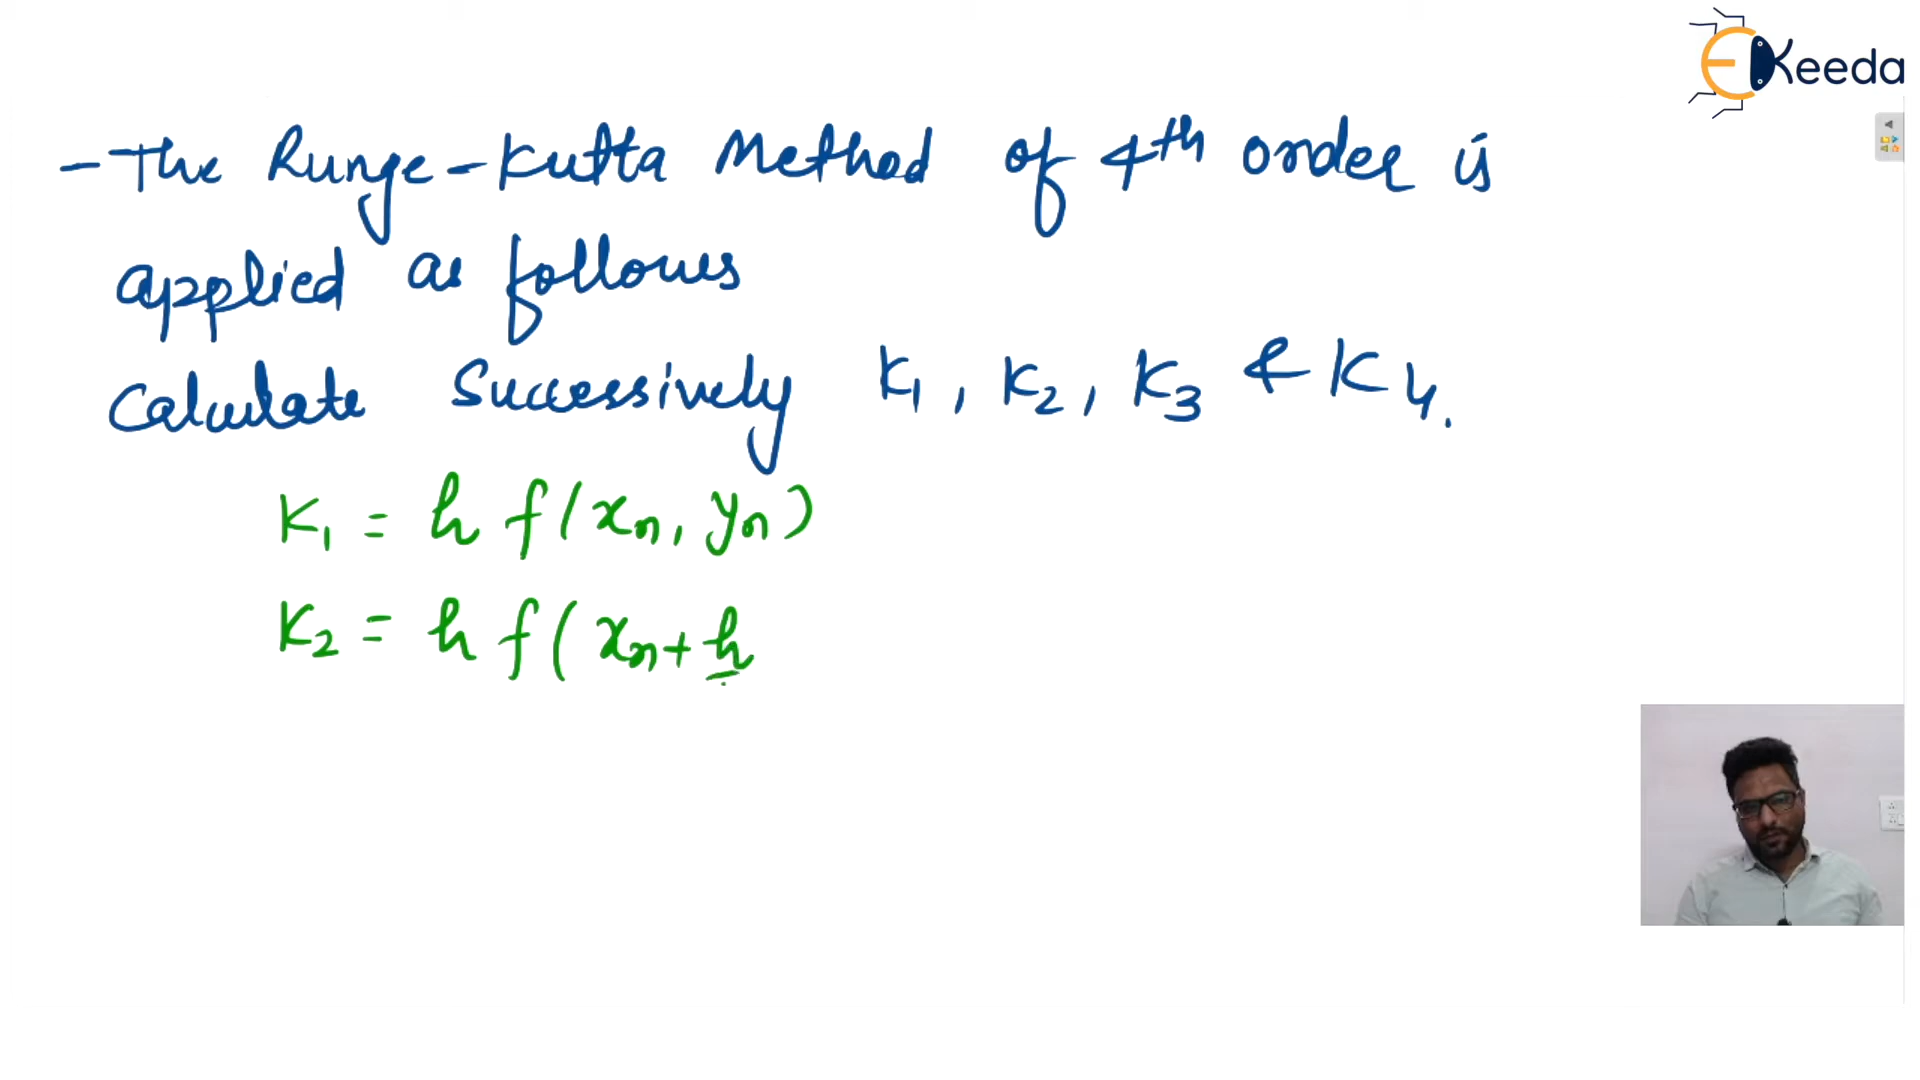 EKeeda
- The Runge-Kutta Method of 4th order is
applied as follows
Calculate Successively K1, K2, K3 & K4.
K1 = h f(xn, yn)
K2 = h f(xn+h